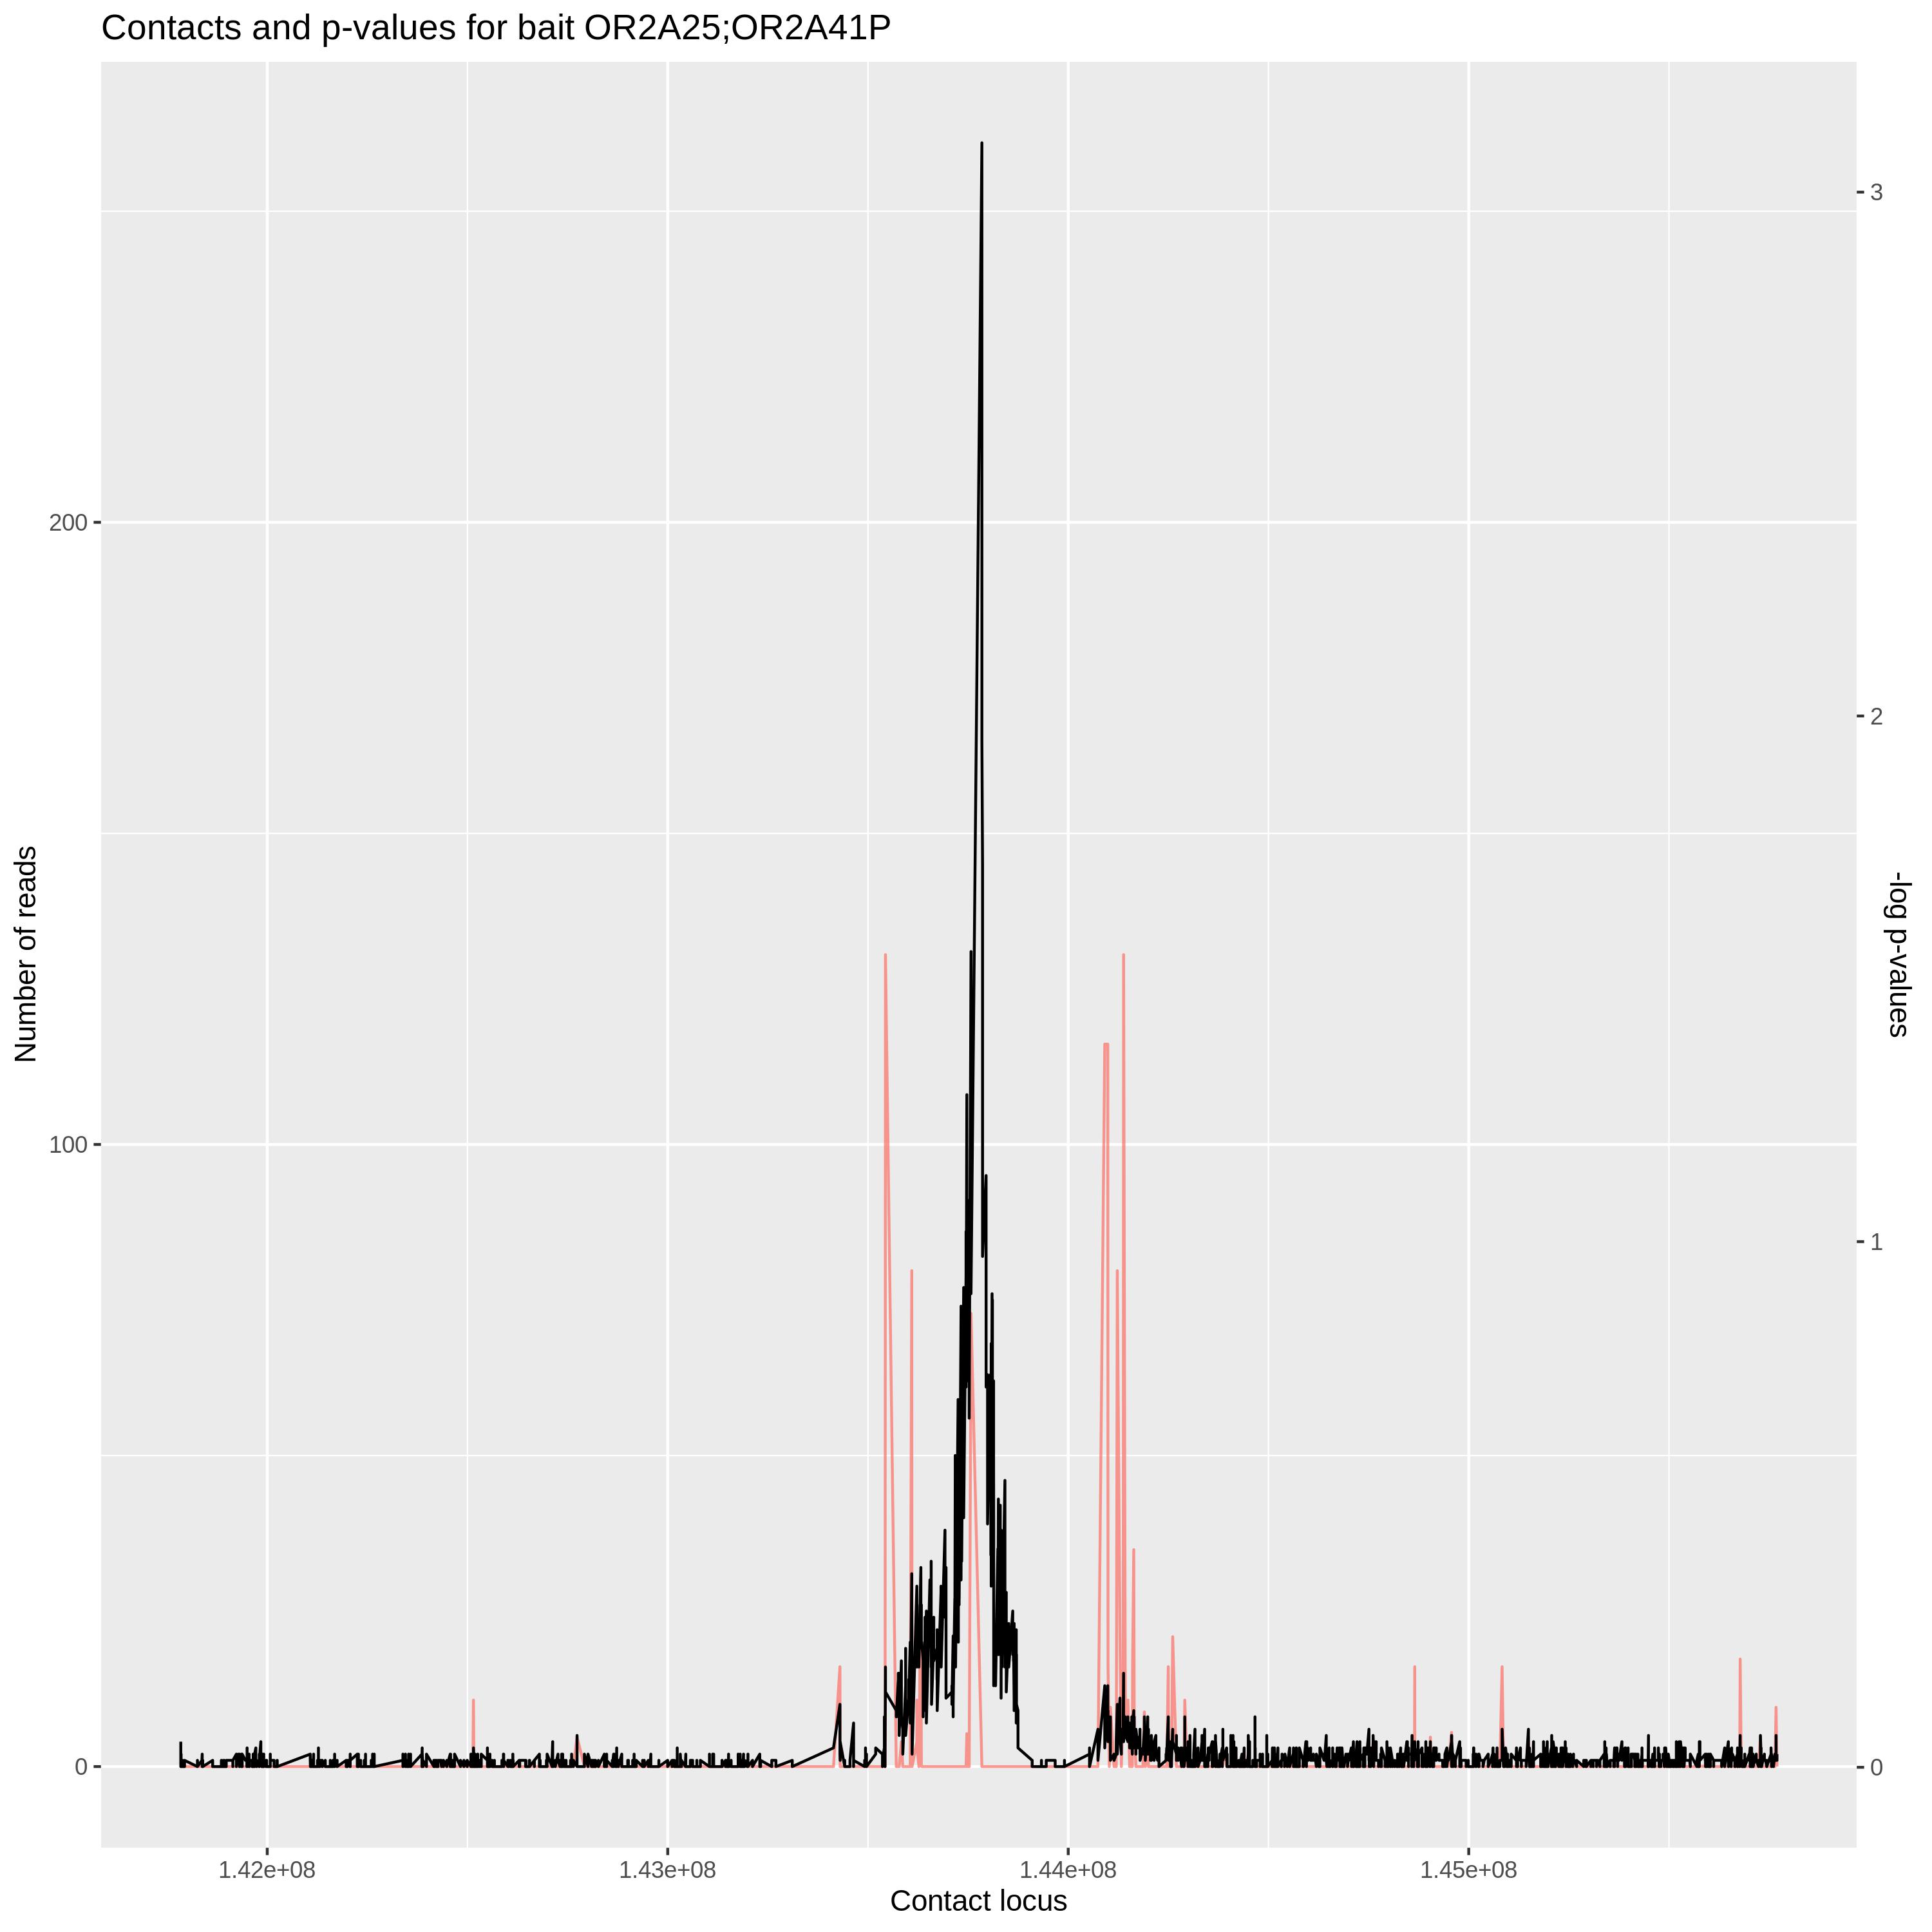 Contacts and p-values for bait OR2A25;OR2A41P
Number of reads
200
100
0
3
2
1
0
-log p-values
1.42e+08
1.43e+08
1.44e+08
1.45e+08
Contact locus